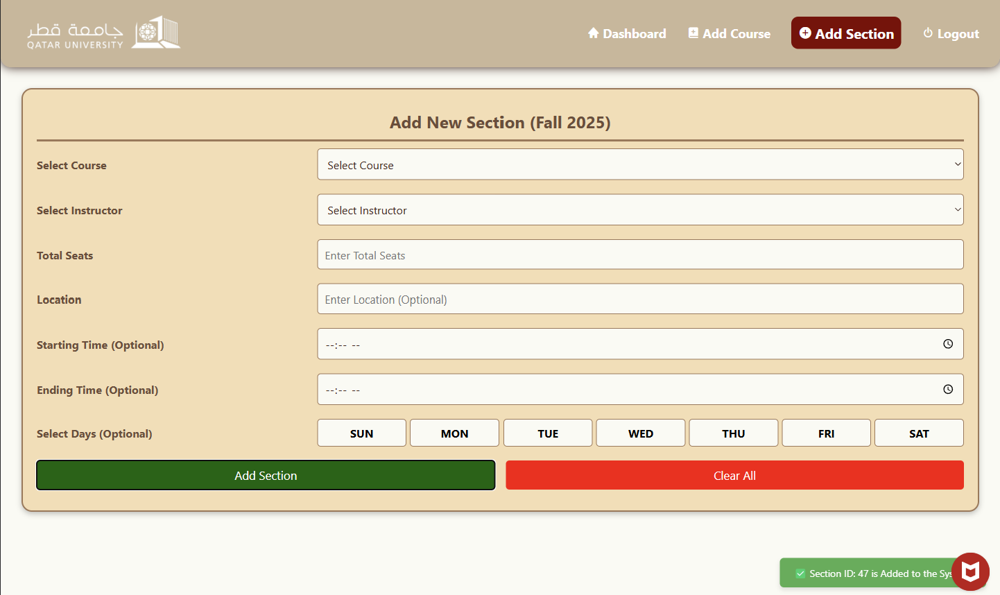 جامعة قطر
QATAR UNIVERSITY
Dashboard
Add Course
Add Section
Logout
Add New Section (Fall 2025)
Select Course
Select Course
Select Instructor
Select Instructor
Total Seats
Enter Total Seats
Location
Enter Location (Optional)
Starting Time (Optional)
--:-- --
Ending Time (Optional)
--:-- --
Select Days (Optional)
SUN
MON
TUE
WED
THU
FRI
SAT
Add Section
Clear All
Section ID: 47 is Added to the